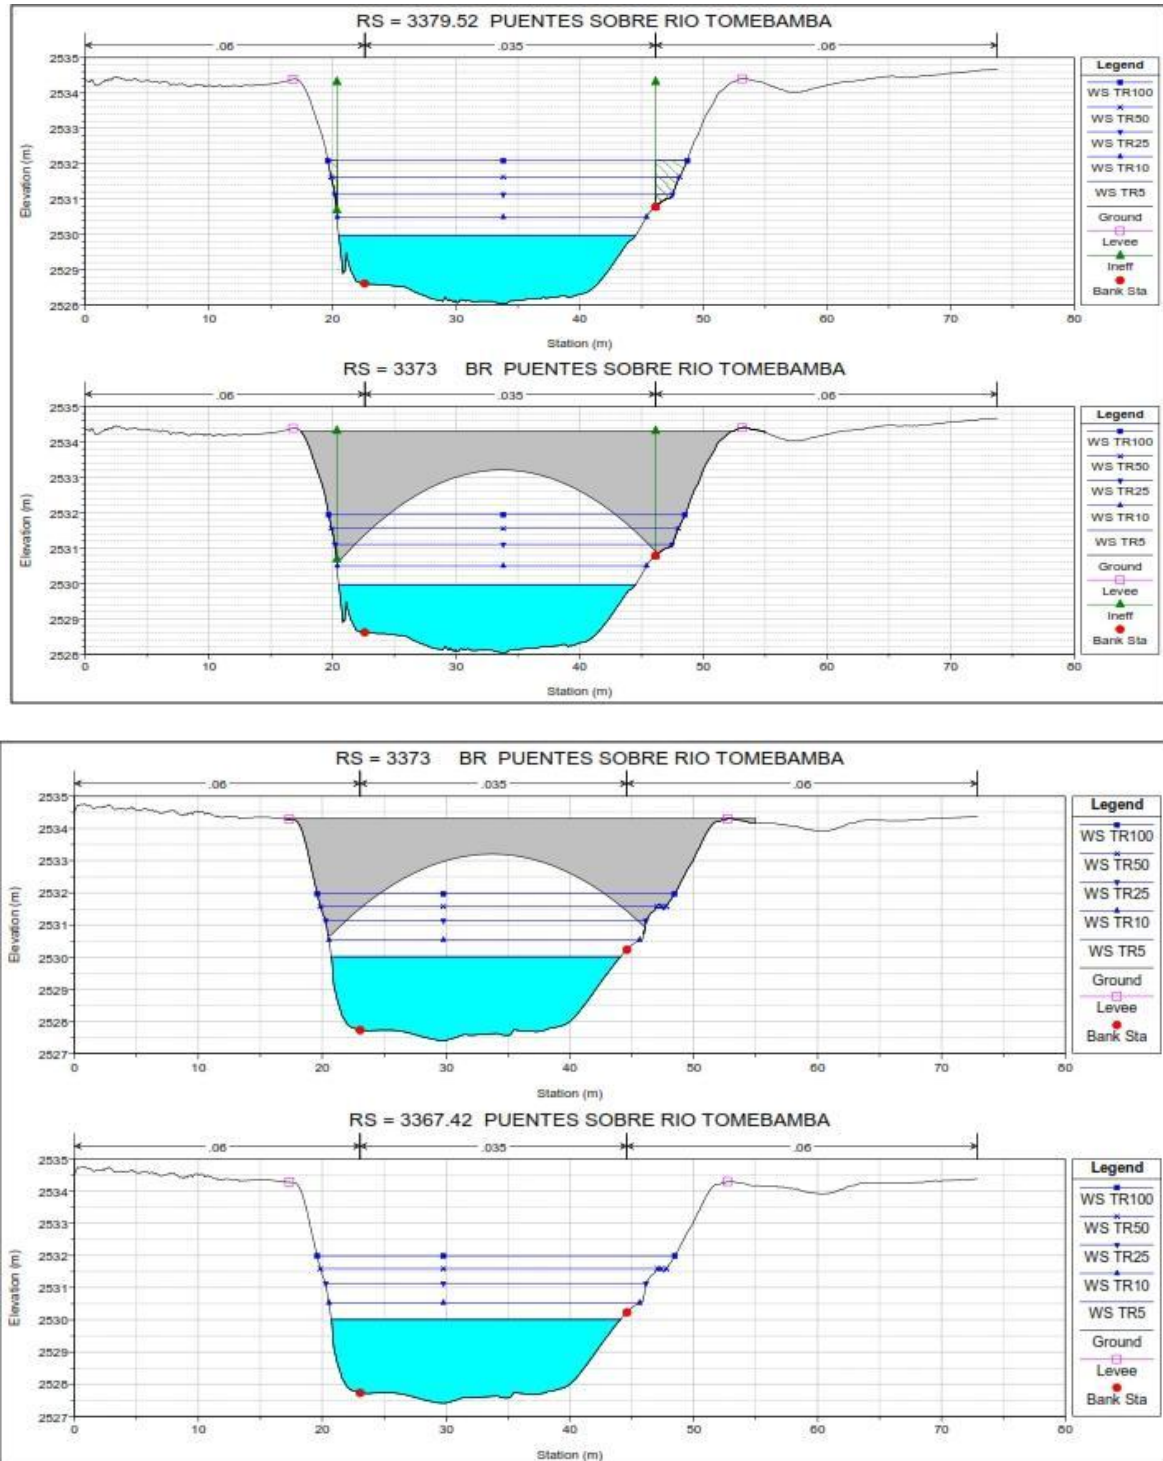 RS = 3379.52 PUENTES SOBRE RIO TOMEBAMBA
.06 .035 .06
2535
2534
2533
2532
2531
2530
2529
2528
Elevation (m)
0 10 20 30 40 50 60 70 80
Station (m)
Legend
WS TR100
WS TR50
WS TR25
WS TR10
WS TR5
Ground
Levee
Ineff
Bank Sta
RS = 3373 BR PUENTES SOBRE RIO TOMEBAMBA
.06 .035 .06
2535
2534
2533
2532
2531
2530
2529
2528
Elevation (m)
0 10 20 30 40 50 60 70 80
Station (m)
Legend
WS TR100
WS TR50
WS TR25
WS TR10
WS TR5
Ground
Levee
Ineff
Bank Sta
RS = 3373 BR PUENTES SOBRE RIO TOMEBAMBA
.06 .035 .06
2535
2534
2533
2532
2531
2530
2529
2528
2527
Elevation (m)
0 10 20 30 40 50 60 70 80
Station (m)
Legend
WS TR100
WS TR50
WS TR25
WS TR10
WS TR5
Ground
Levee
Bank Sta
RS = 3367.42 PUENTES SOBRE RIO TOMEBAMBA
.06 .035 .06
2535
2534
2533
2532
2531
2530
2529
2528
2527
Elevation (m)
0 10 20 30 40 50 60 70 80
Station (m)
Legend
WS TR100
WS TR50
WS TR25
WS TR10
WS TR5
Ground
Levee
Bank Sta